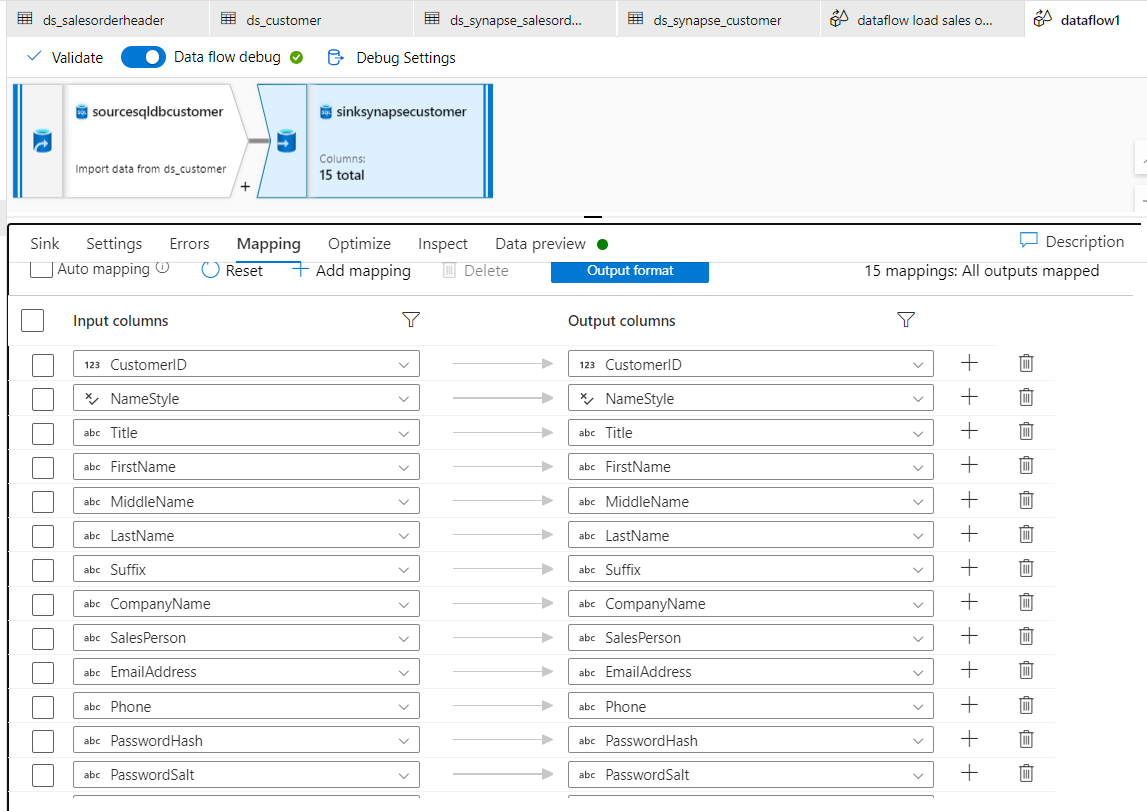 ds_salesorderheader ds_customer ds_synapse_salesord... ds_synapse_customer dataflow load sales o... dataflow1
Validate Data flow debug Debug Settings
sourcesqldbcustomer
Import data from ds_customer
+
sinksynapsecustomer
Columns:
15 total
Sink Settings Errors Mapping Optimize Inspect Data preview Description
Auto mapping Reset Add mapping Delete Output format 15 mappings: All outputs mapped
Input columns Output columns
123 CustomerID 123 CustomerID
NameStyle NameStyle
abc Title abc Title
abc FirstName abc FirstName
abc MiddleName abc MiddleName
abc LastName abc LastName
abc Suffix abc Suffix
abc CompanyName abc CompanyName
abc SalesPerson abc SalesPerson
abc EmailAddress abc EmailAddress
abc Phone abc Phone
abc PasswordHash abc PasswordHash
abc PasswordSalt abc PasswordSalt